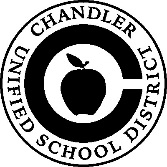 CHANDLER
UNIFIED SCHOOL DISTRICT